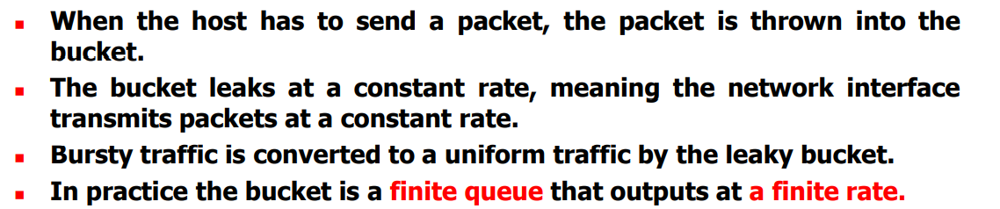 ▪ When the host has to send a packet, the packet is thrown into the
bucket.
▪ The bucket leaks at a constant rate, meaning the network interface
transmits packets at a constant rate.
▪ Bursty traffic is converted to a uniform traffic by the leaky bucket.
▪ In practice the bucket is a finite queue that outputs at a finite rate.